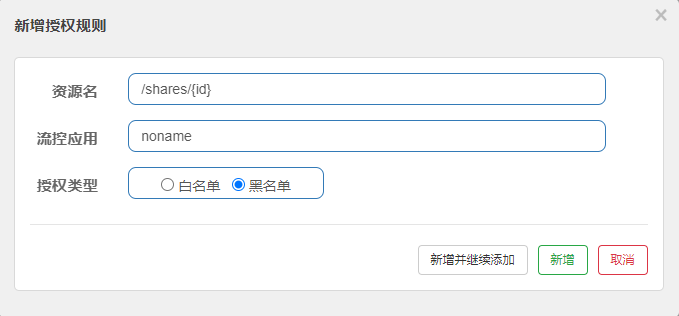 新增授权规则
资源名 /shares/{id}
流控应用 noname
授权类型 白名单 黑名单
新增并继续添加 新增 取消